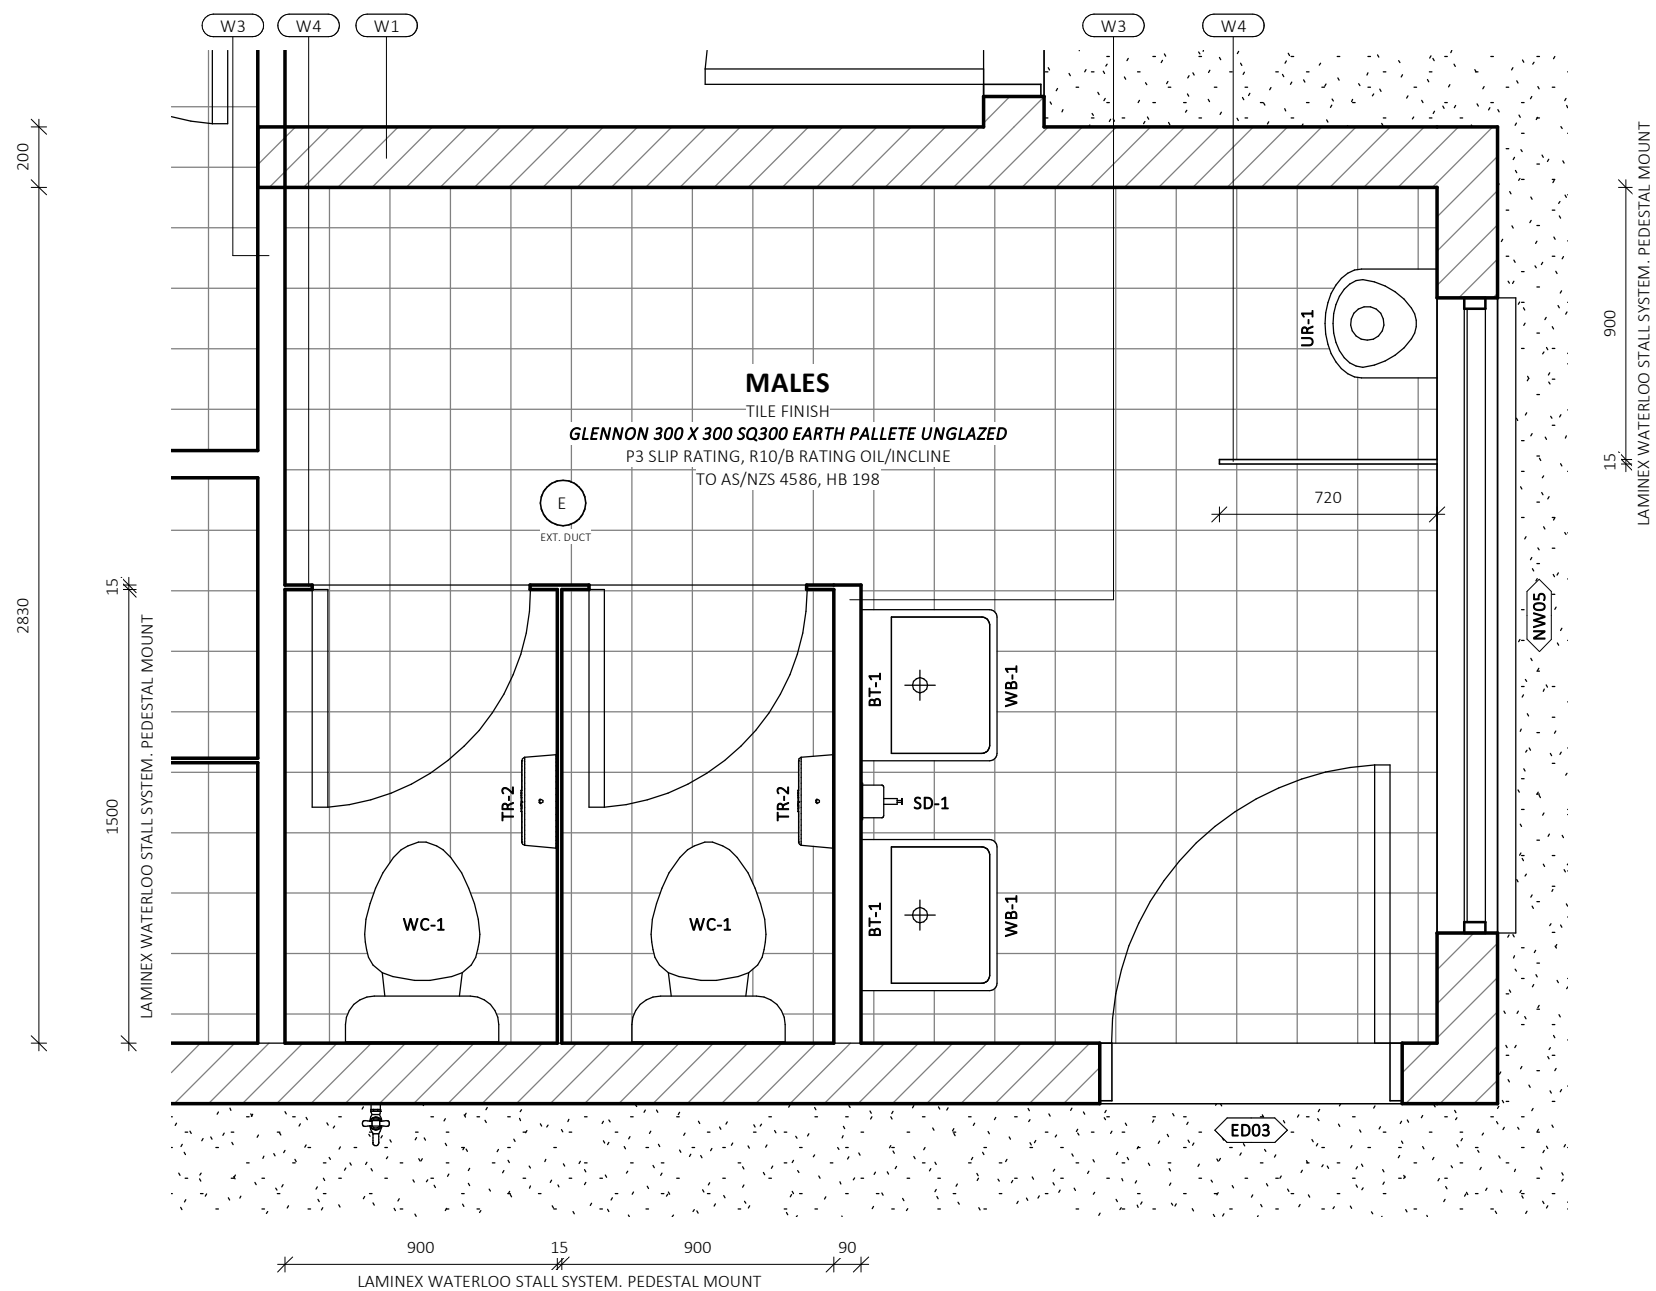 W3
W4
W1
W3
W4
200
2830
15
1500
LAMINEX WATERLOO STALL SYSTEM. PEDESTAL MOUNT
MALES
TILE FINISH
GLENNON 300 X 300 SQ300 EARTH PALLETE UNGLAZED
P3 SLIP RATING, R10/B RATING OIL/INCLINE
TO AS/NZS 4586, HB 198
E
EXT. DUCT
UR-1
720
900
15
LAMINEX WATERLOO STALL SYSTEM. PEDESTAL MOUNT
NW05
BT-1
WB-1
TR-2
TR-2
SD-1
WC-1
WC-1
BT-1
WB-1
ED03
900
15
900
90
LAMINEX WATERLOO STALL SYSTEM. PEDESTAL MOUNT